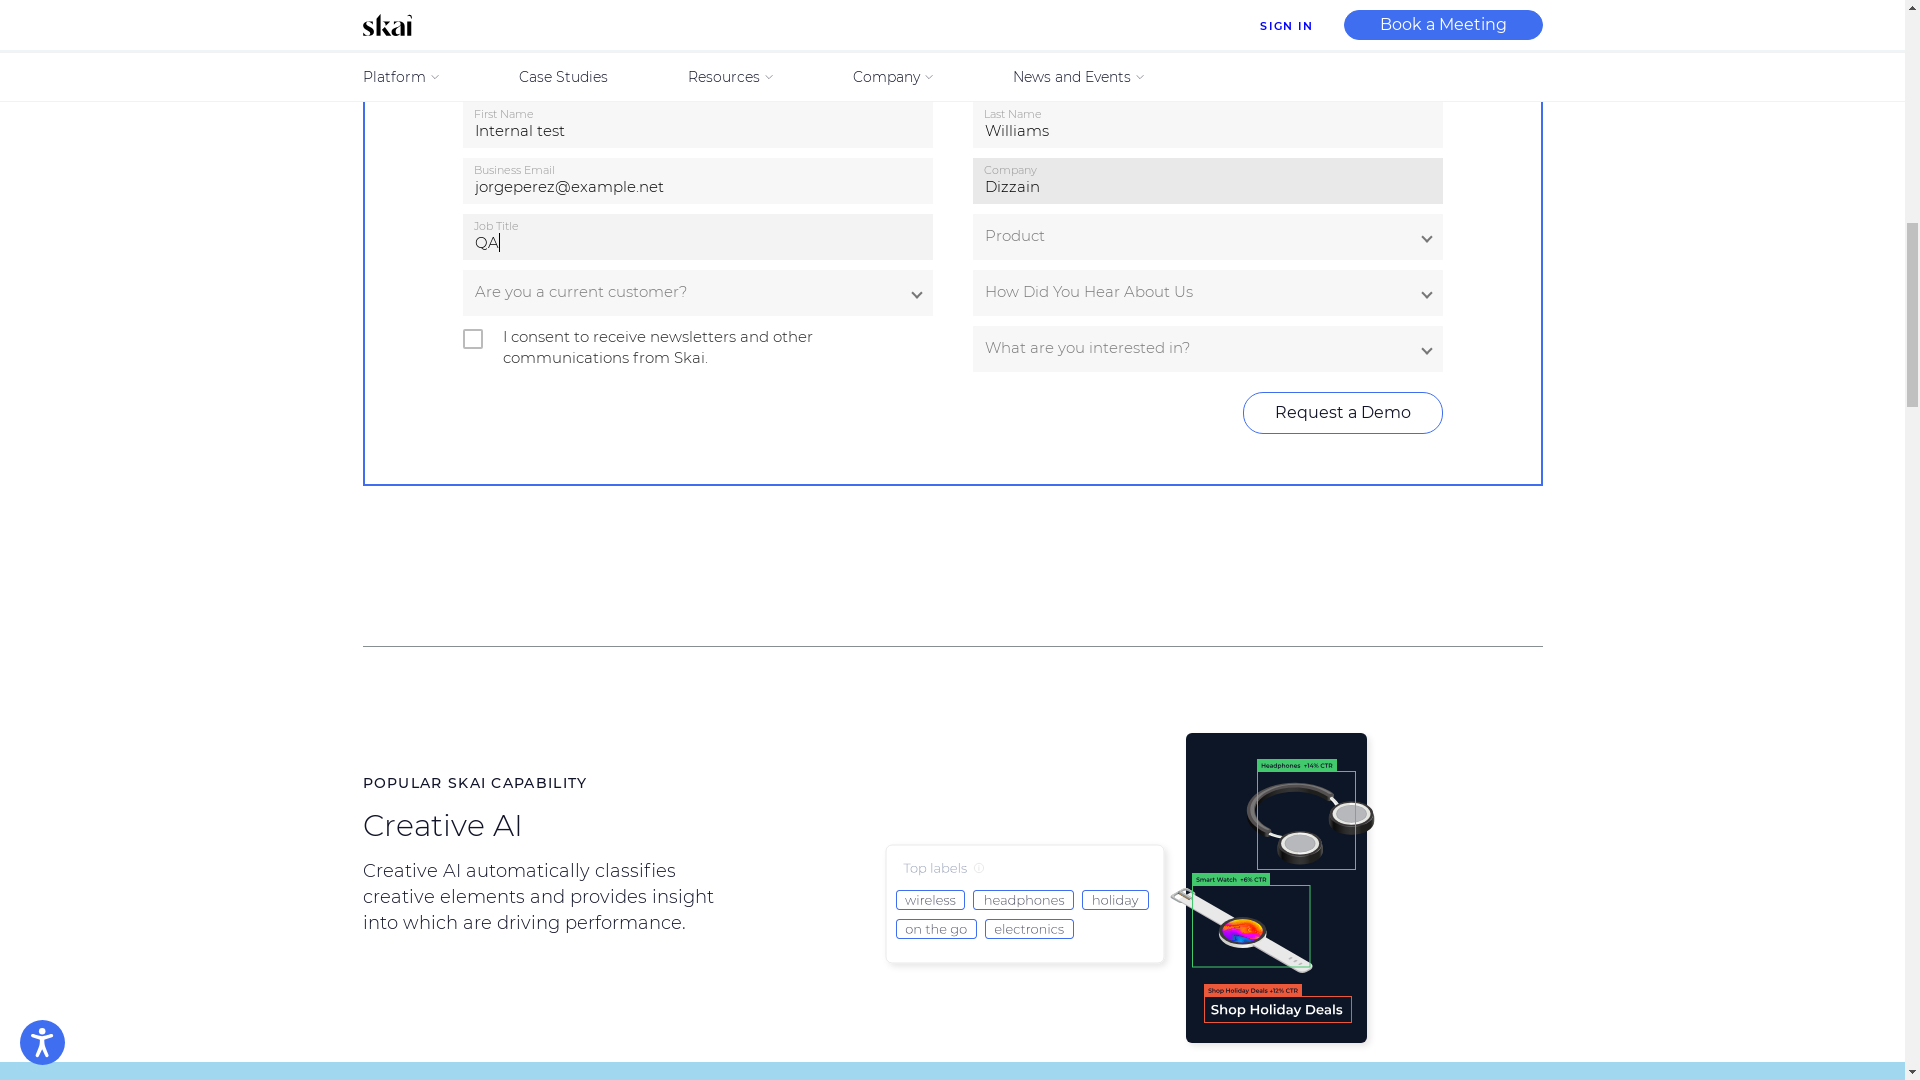 skai
SIGN IN
Book a Meeting
Platform
Case Studies
Resources
Company
News and Events
First Name
Internal test
Last Name
Williams
Business Email
jorgeperez@example.net
Company
Dizzain
Job Title
QA
Product
Are you a current customer?
How Did You Hear About Us
I consent to receive newsletters and other
communications from Skai.
What are you interested in?
Request a Demo
POPULAR SKAI CAPABILITY
Creative AI
Creative AI automatically classifies
creative elements and provides insight
into which are driving performance.
Top labels
wireless
headphones
holiday
on the go
electronics
Headphones +14% CTR
Smart Watch +6% CTR
Shop Holiday Deals +12% CTR
Shop Holiday Deals